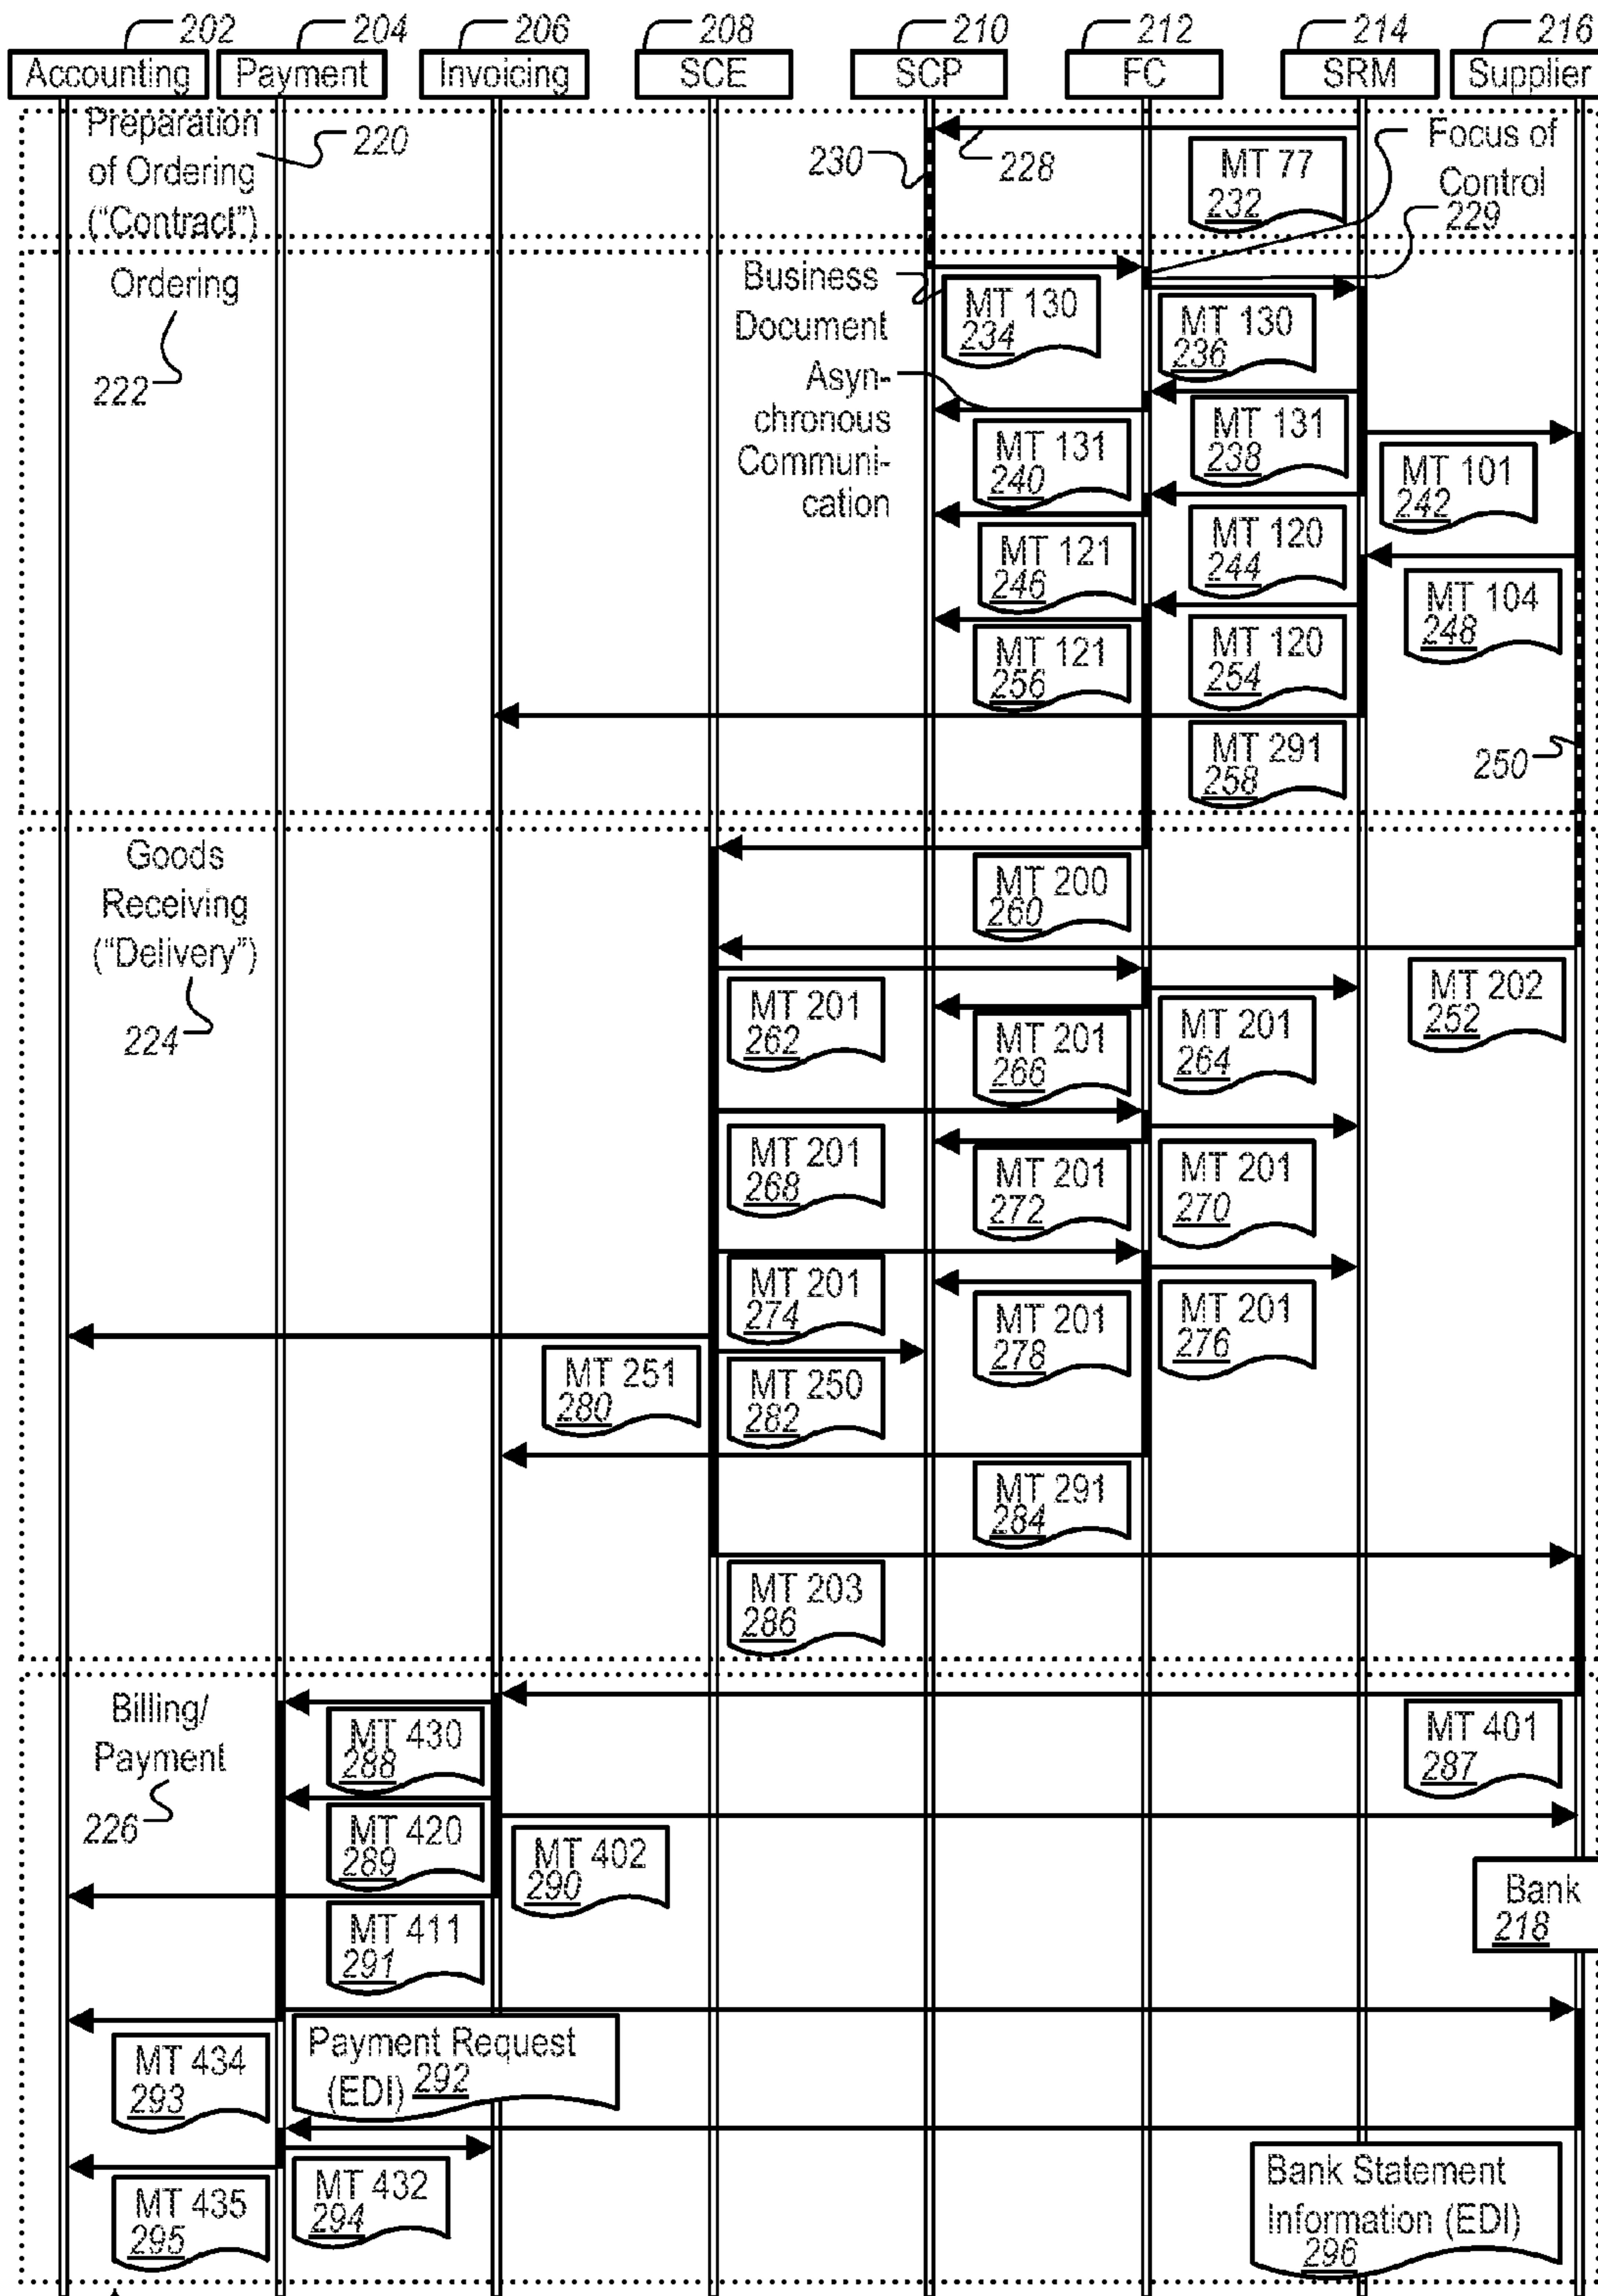 202
204
206
208
210
212
214
216
Accounting
Payment
Invoicing
SCE
SCP
FC
SRM
Supplier
Preparation
of Ordering
("Contract")
220
230
228
MT 77
232
Focus of
Control
229
Ordering
222
Business
Document
MT 130
234
MT 130
236
Asyn-
chronous
Communi-
cation
MT 131
240
MT 131
238
MT 101
242
MT 121
246
MT 120
244
MT 104
248
MT 121
256
MT 120
254
MT 291
258
250
Goods
Receiving
("Delivery")
224
MT 200
260
MT 201
262
MT 201
266
MT 201
264
MT 202
252
MT 201
268
MT 201
272
MT 201
270
MT 201
274
MT 201
278
MT 201
276
MT 251
280
MT 250
282
MT 291
284
MT 203
286
Billing/
Payment
226
MT 430
288
MT 401
287
MT 420
289
MT 402
290
MT 411
291
Bank
218
MT 434
293
Payment Request
(EDI) 292
MT 435
295
MT 432
294
Bank Statement
Information (EDI)
296